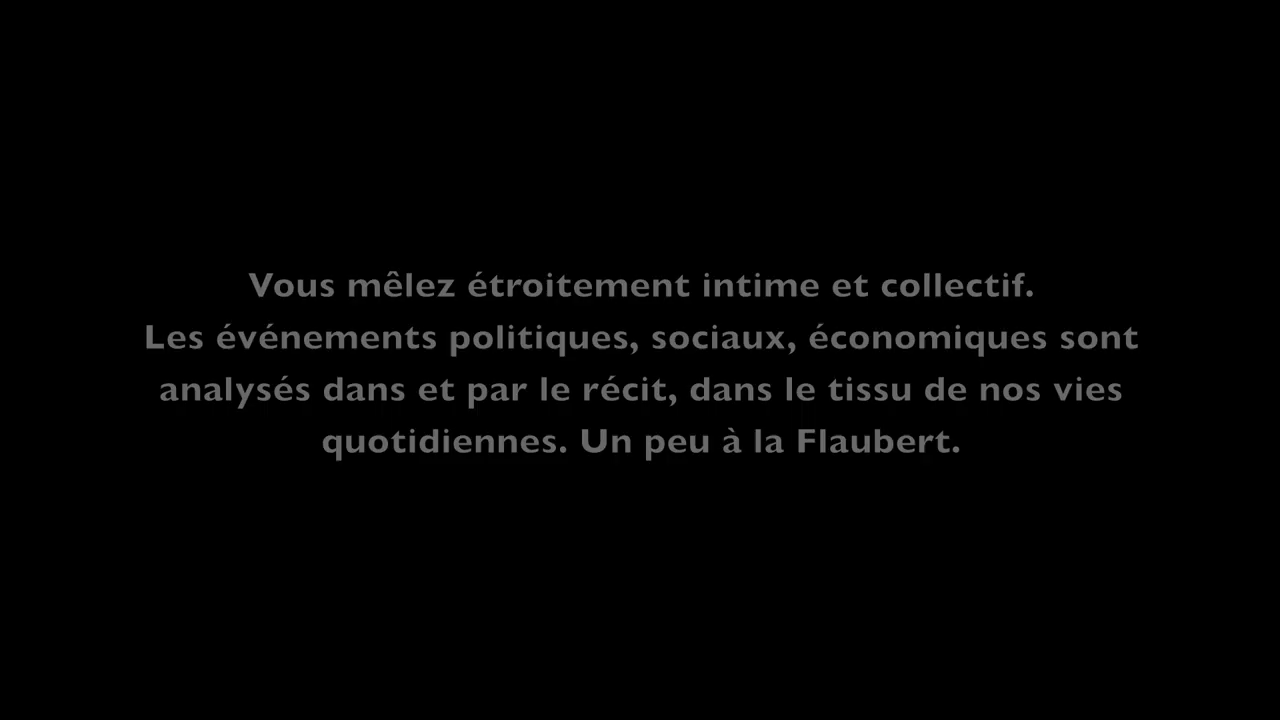 Vous mêlez étroitement intime et collectif.
Les événements politiques, sociaux, économiques sont
analysés dans et par le récit, dans le tissu de nos vies
quotidiennes. Un peu à la Flaubert.